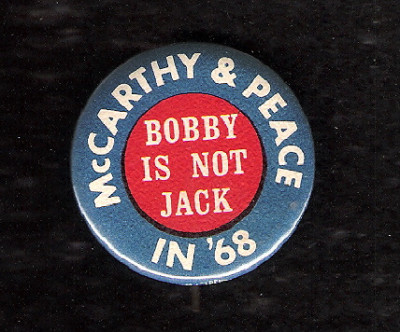 McCARTHY & PEACE
BOBBY
IS NOT
JACK
IN '68